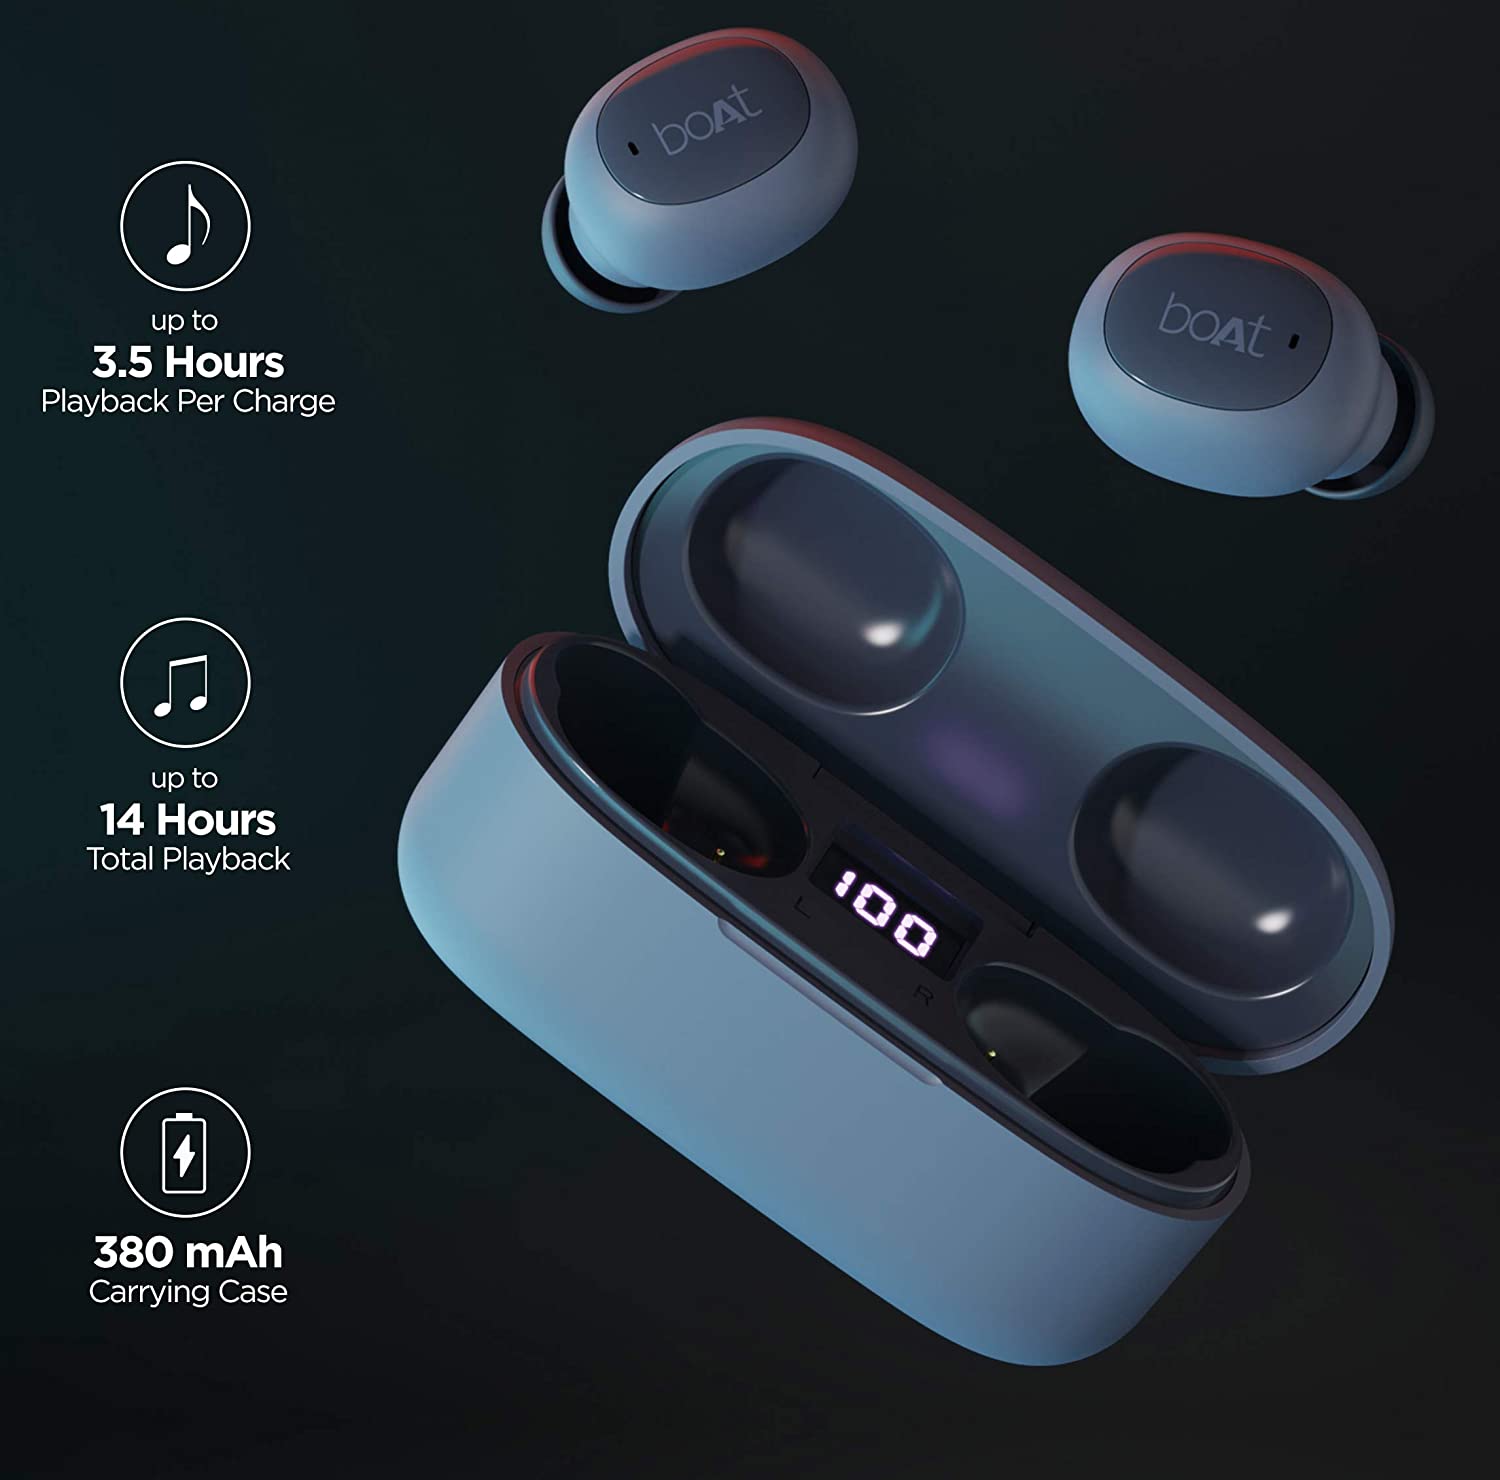 boAt
boAt
up to
3.5 Hours
Playback Per Charge
up to
14 Hours
Total Playback
100
L
R
380 mAh
Carrying Case